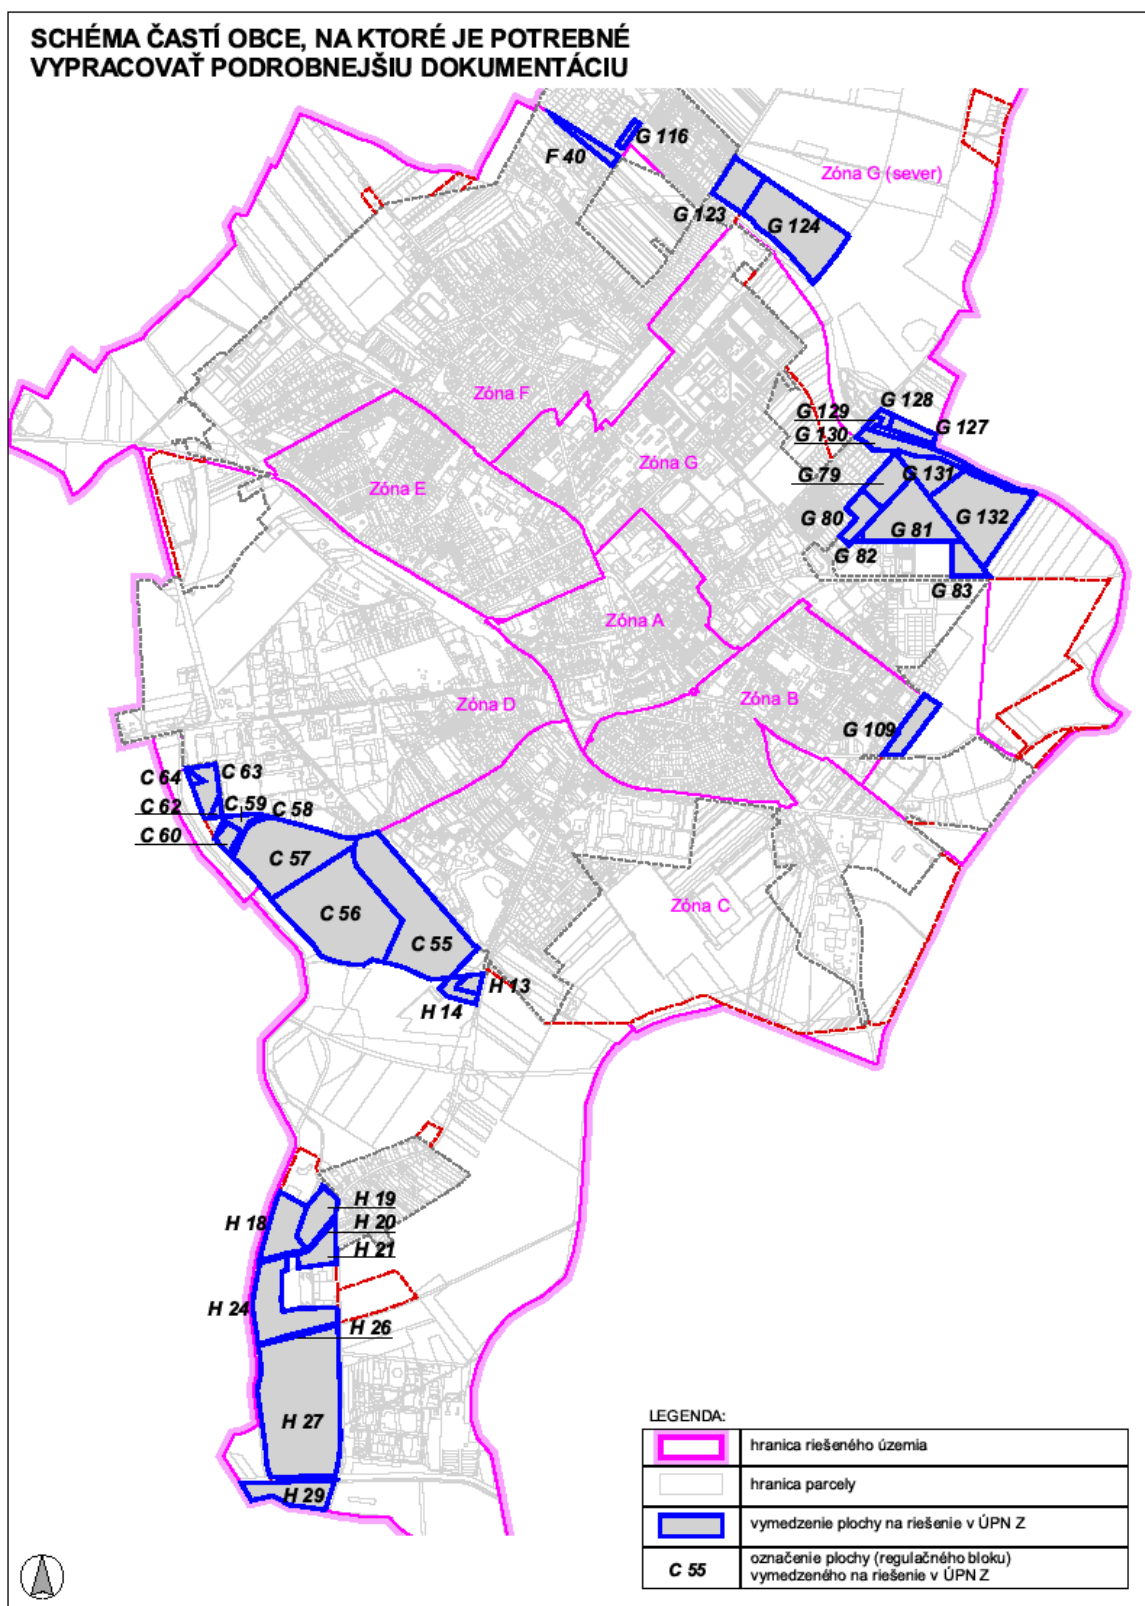 SCHÉMA ČASTÍ OBCE, NA KTORÉ JE POTREBNÉ
VYPRACOVAŤ PODROBNEJŠIU DOKUMENTÁCIU
G 116
F 40
Zóna G (sever)
G 123
G 124
Zóna F
G 128
G 129
G 127
G 130
Zóna G
G 79
G 131
Zóna E
G 80
G 81
G 132
G 82
G 83
Zóna A
Zóna B
Zóna D
G 109
C 64
C 63
C 62
C 59
C 58
C 60
C 57
C 56
Zóna C
C 55
H 13
H 14
H 19
H 18
H 20
H 21
H 24
H 26
H 27
H 29
LEGENDA:
hranica riešeného územia
hranica parcely
vymedzenie plochy na riešenie v ÚPN Z
C 55
označenie plochy (regulačného bloku)
vymedzeného na riešenie v ÚPN Z